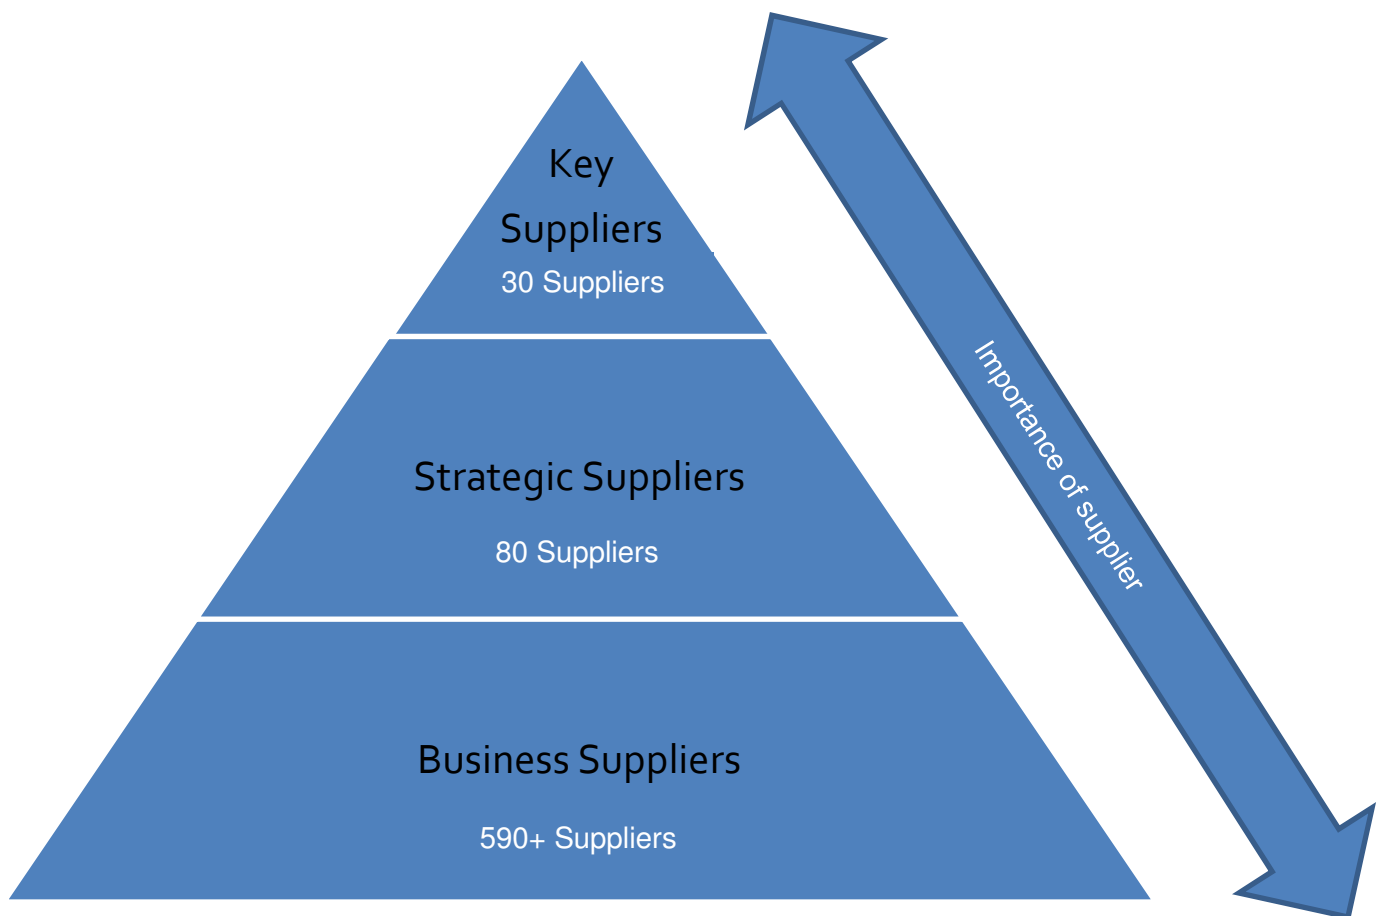 Key
Suppliers
30 Suppliers
Strategic Suppliers
80 Suppliers
Business Suppliers
590+ Suppliers
Importance of supplier